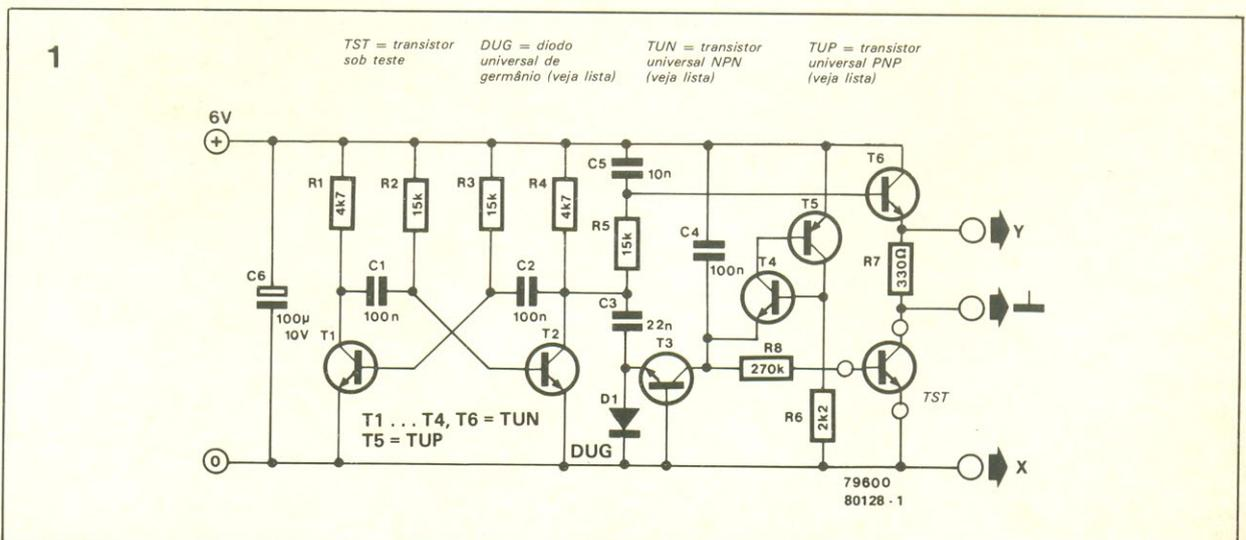 1
TST = transistor
sob teste
DUG = diodo
universal de
germânio (veja lista)
TUN = transistor
universal NPN
(veja lista)
TUP = transistor
universal PNP
(veja lista)
6V
+
R1
4k7
R2
15k
R3
15k
R4
4k7
C5
10n
T6
R5
15k
T5
Y
C4
100n
R7
330Ω
T4
C6
100µ
10V
C1
100n
C2
100n
C3
22n
T1
T2
T3
R8
270k
D1
R6
2k2
TST
T1 ... T4, T6 = TUN
T5 = TUP
DUG
0
X
79600
80128 - 1